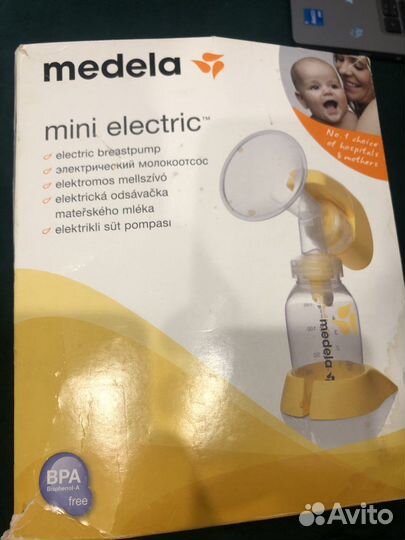 medela
mini electric™
electric breastpump
электрический молокоотсос
elektromos mellszívó
elektrická odsávačka
mateřského mléka
elektrikli süt pompası
No. 1 choice
of hospitals
& mothers
medela
BPA
Bisphenol-A
free
Avito